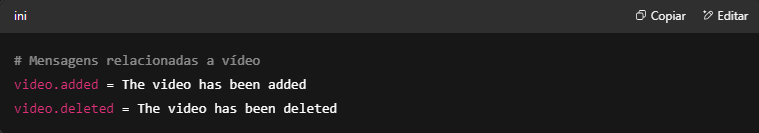 ini Copiar Editar
# Mensagens relacionadas a vídeo
video.added = The video has been added
video.deleted = The video has been deleted